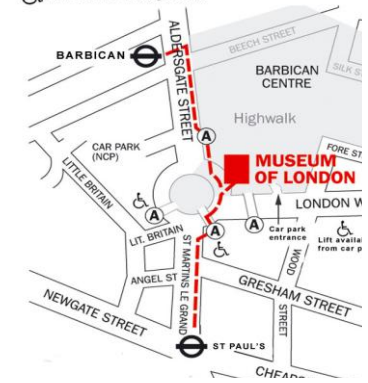 BARBICAN
ALDERSGATE STREET
BEECH STREET
SILK S
BARBICAN
CENTRE
Highwalk
A
CAR PARK
(NCP)
MUSEUM
OF LONDON
FORE ST
LITTLE BRITAIN
LONDON W
A
A
A
Car park
entrance
Lift availa
from car p
LIT. BRITAIN
ST MARTINS LE GRAND
WOOD
STREET
ANGEL ST
GRESHAM STREET
NEWGATE STREET
ST PAUL'S
CHEAPS